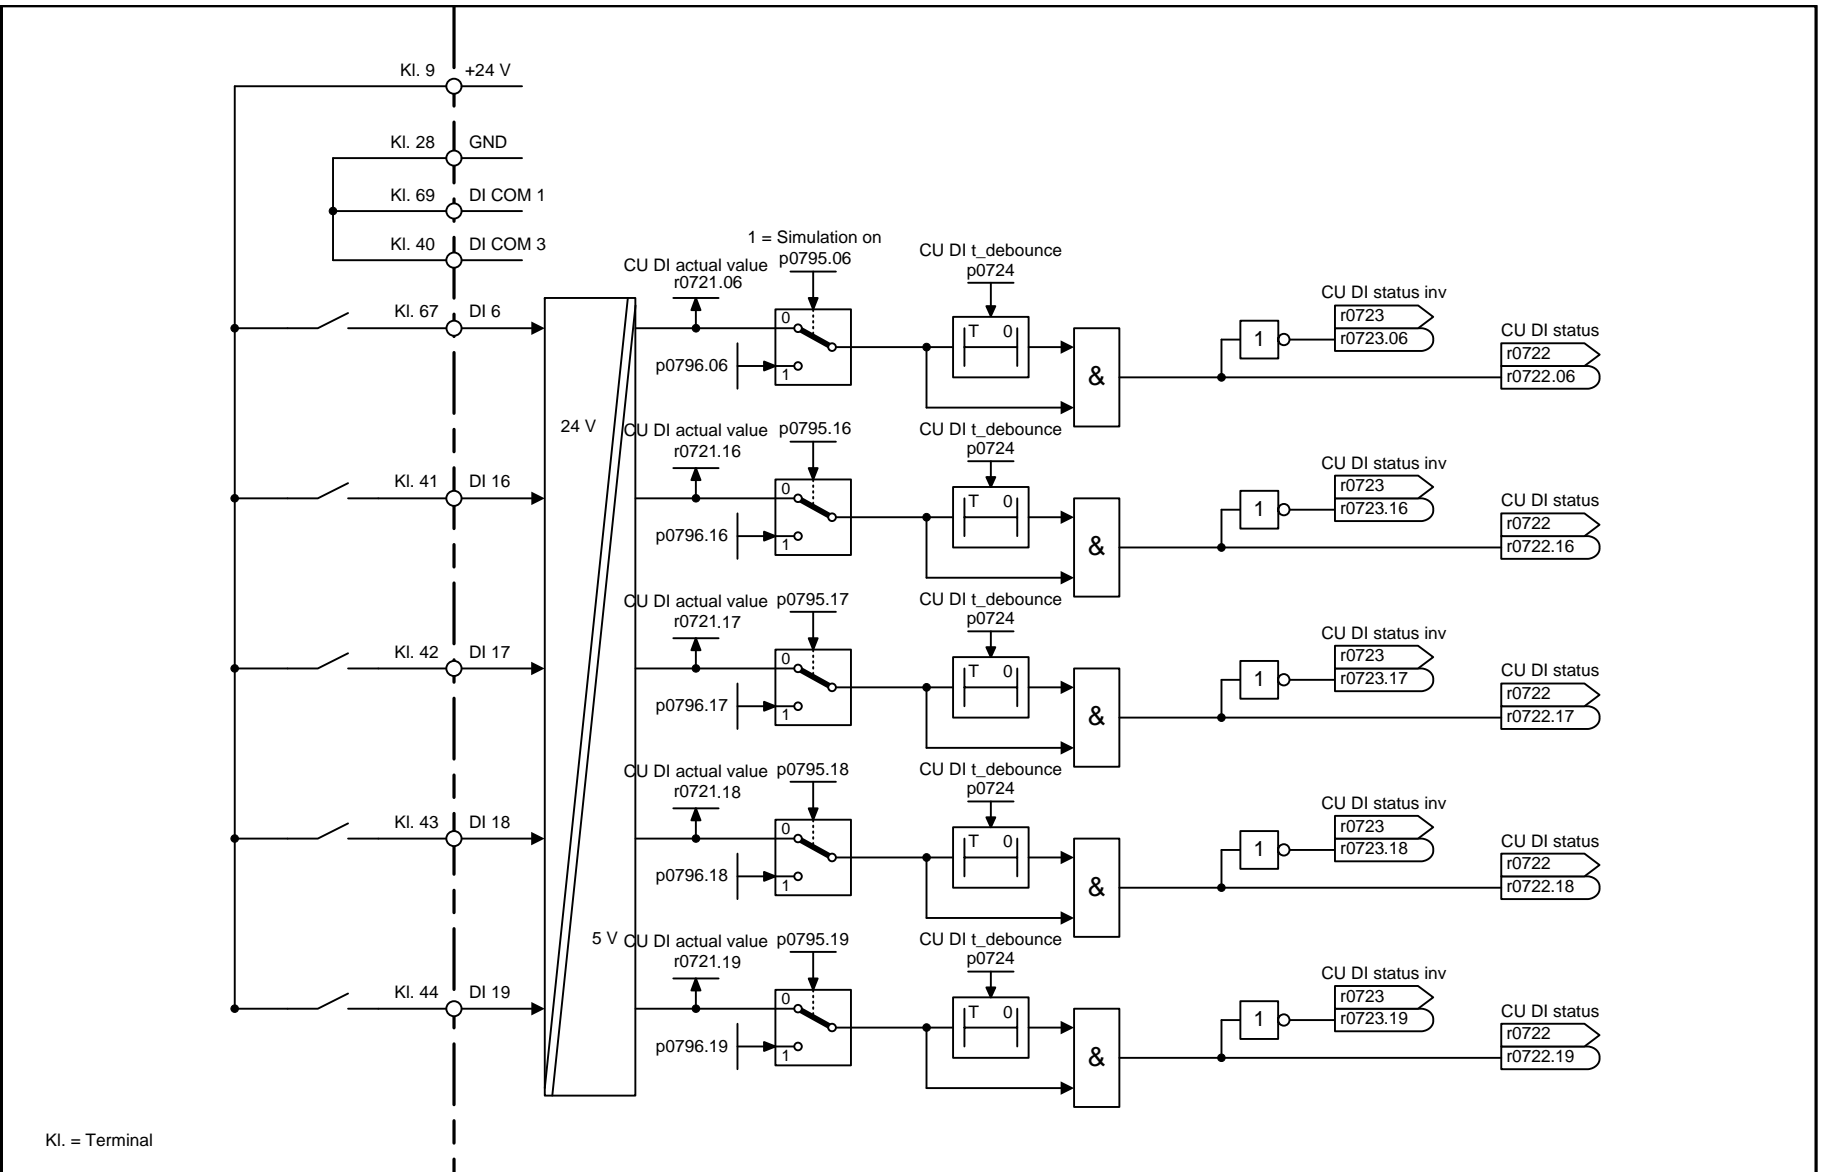 Kl. 9 +24 V
Kl. 28 GND
Kl. 69 DI COM 1
Kl. 40 DI COM 3
1 = Simulation on
CU DI actual value p0795.06 CU DI t_debounce
r0721.06 p0724
Kl. 67 DI 6
0
1
p0796.06
T 0
&
1
CU DI status inv
r0723
r0723.06
CU DI status
r0722
r0722.06
24 V
CU DI actual value p0795.16 CU DI t_debounce
r0721.16 p0724
Kl. 41 DI 16
0
1
p0796.16
T 0
&
1
CU DI status inv
r0723
r0723.16
CU DI status
r0722
r0722.16
CU DI actual value p0795.17 CU DI t_debounce
r0721.17 p0724
Kl. 42 DI 17
0
1
p0796.17
T 0
&
1
CU DI status inv
r0723
r0723.17
CU DI status
r0722
r0722.17
CU DI actual value p0795.18 CU DI t_debounce
r0721.18 p0724
Kl. 43 DI 18
0
1
p0796.18
T 0
&
1
CU DI status inv
r0723
r0723.18
CU DI status
r0722
r0722.18
5 V
CU DI actual value p0795.19 CU DI t_debounce
r0721.19 p0724
Kl. 44 DI 19
0
1
p0796.19
T 0
&
1
CU DI status inv
r0723
r0723.19
CU DI status
r0722
r0722.19
Kl. = Terminal